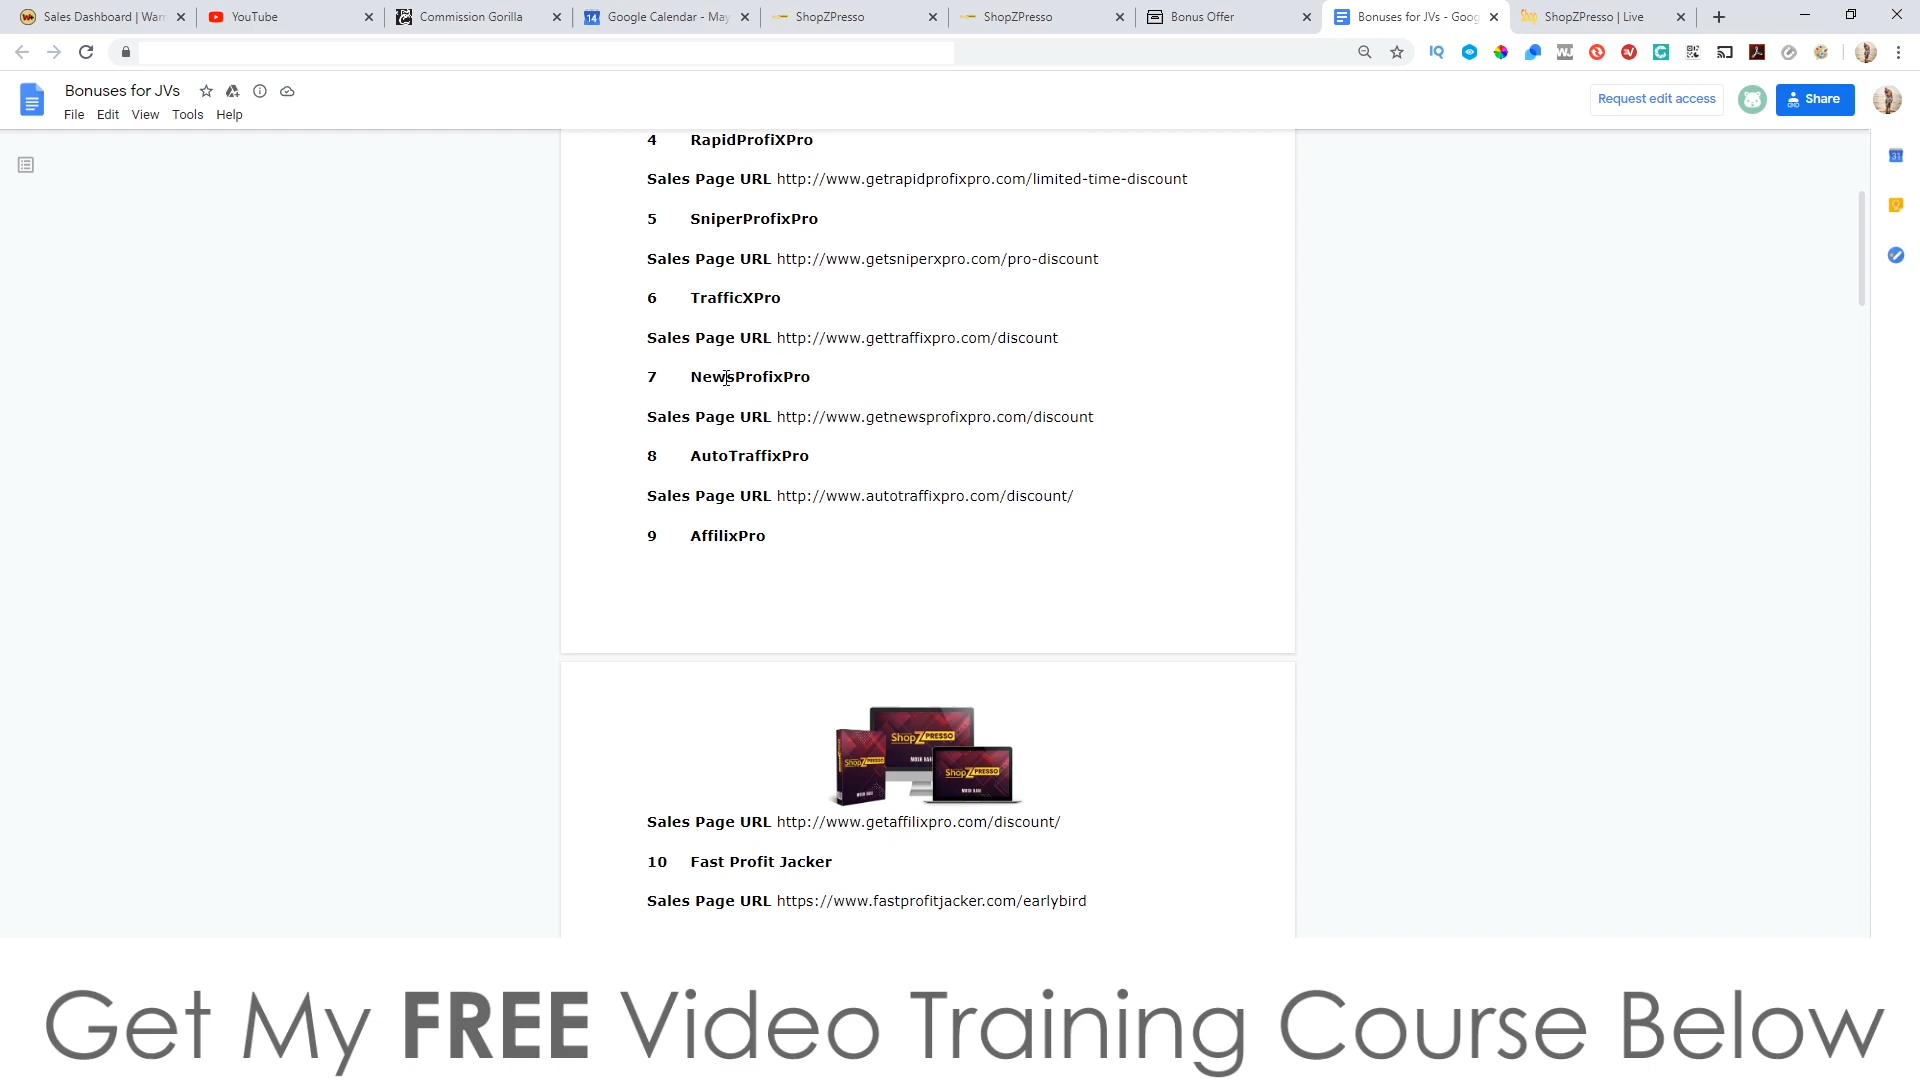 Sales Dashboard | Warr
YouTube
Commission Gorilla
Google Calendar - May
ShopZPresso
ShopZPresso
Bonus Offer
Bonuses for JVs - Goog
ShopZPresso | Live
Bonuses for JVs
File Edit View Tools Help
Request edit access
Share
4 RapidProfiXPro
Sales Page URL http://www.getrapidprofixpro.com/limited-time-discount
5 SniperProfixPro
Sales Page URL http://www.getsniperxpro.com/pro-discount
6 TrafficXPro
Sales Page URL http://www.gettraffixpro.com/discount
7 NewsProfixPro
Sales Page URL http://www.getnewsprofixpro.com/discount
8 AutoTraffixPro
Sales Page URL http://www.autotraffixpro.com/discount/
9 AffilixPro
ShopZPRESSO
ShopZPRESSO
ShopZPRESSO
Sales Page URL http://www.getaffilixpro.com/discount/
10 Fast Profit Jacker
Sales Page URL https://www.fastprofitjacker.com/earlybird
Get My FREE Video Training Course Below